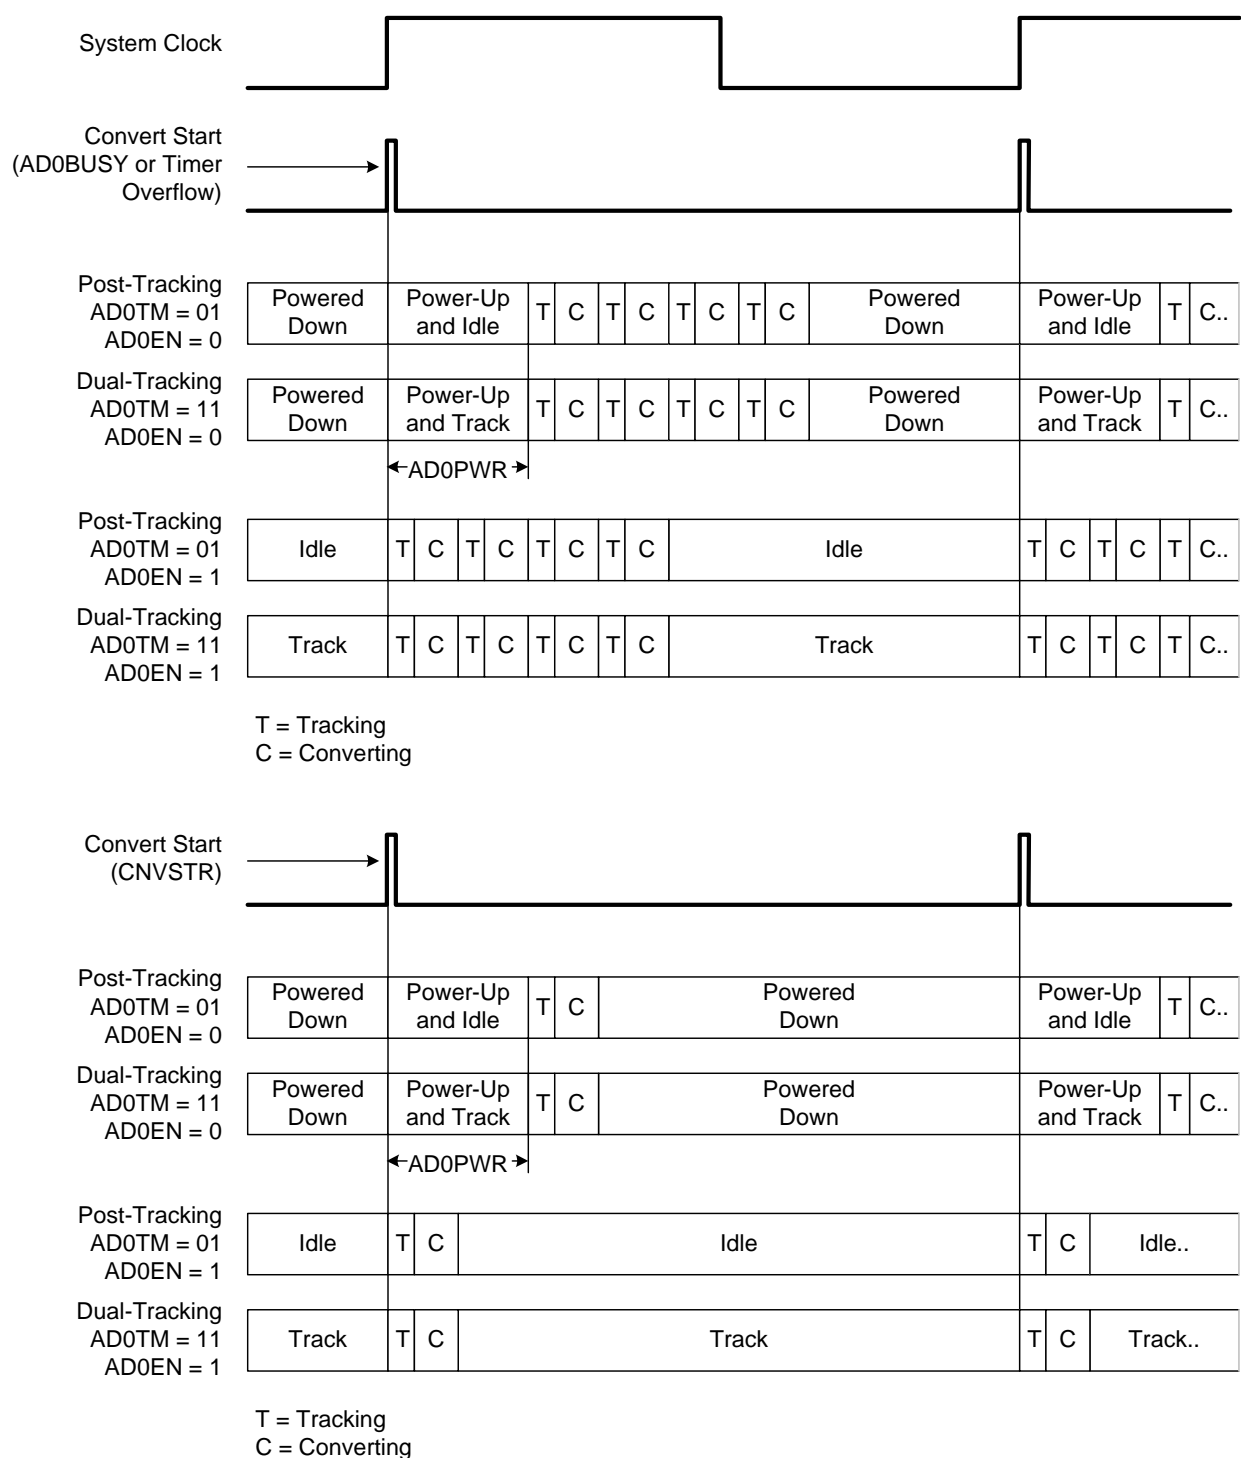 System Clock
Convert Start
(AD0BUSY or Timer
Overflow)
Post-Tracking
AD0TM = 01
AD0EN = 0
Powered
Down
Power-Up
and Idle
T C T C T C T C
Powered
Down
Power-Up
and Idle
T C..
Dual-Tracking
AD0TM = 11
AD0EN = 0
Powered
Down
Power-Up
and Track
T C T C T C T C
Powered
Down
Power-Up
and Track
T C..
AD0PWR
Post-Tracking
AD0TM = 01
AD0EN = 1
Idle T C T C T C T C Idle T C T C T C..
Dual-Tracking
AD0TM = 11
AD0EN = 1
Track T C T C T C T C Track T C T C T C..
T = Tracking
C = Converting
Convert Start
(CNVSTR)
Post-Tracking
AD0TM = 01
AD0EN = 0
Powered
Down
Power-Up
and Idle
T C
Powered
Down
Power-Up
and Idle
T C..
Dual-Tracking
AD0TM = 11
AD0EN = 0
Powered
Down
Power-Up
and Track
T C
Powered
Down
Power-Up
and Track
T C..
AD0PWR
Post-Tracking
AD0TM = 01
AD0EN = 1
Idle T C Idle T C Idle..
Dual-Tracking
AD0TM = 11
AD0EN = 1
Track T C Track T C Track..
T = Tracking
C = Converting